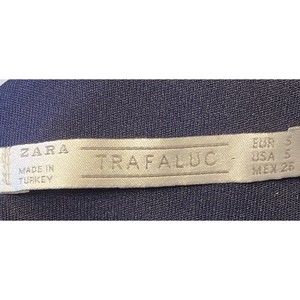 ZARA
MADE IN
TURKEY
TRAFALUC
EUR S
USA S
MEX 26